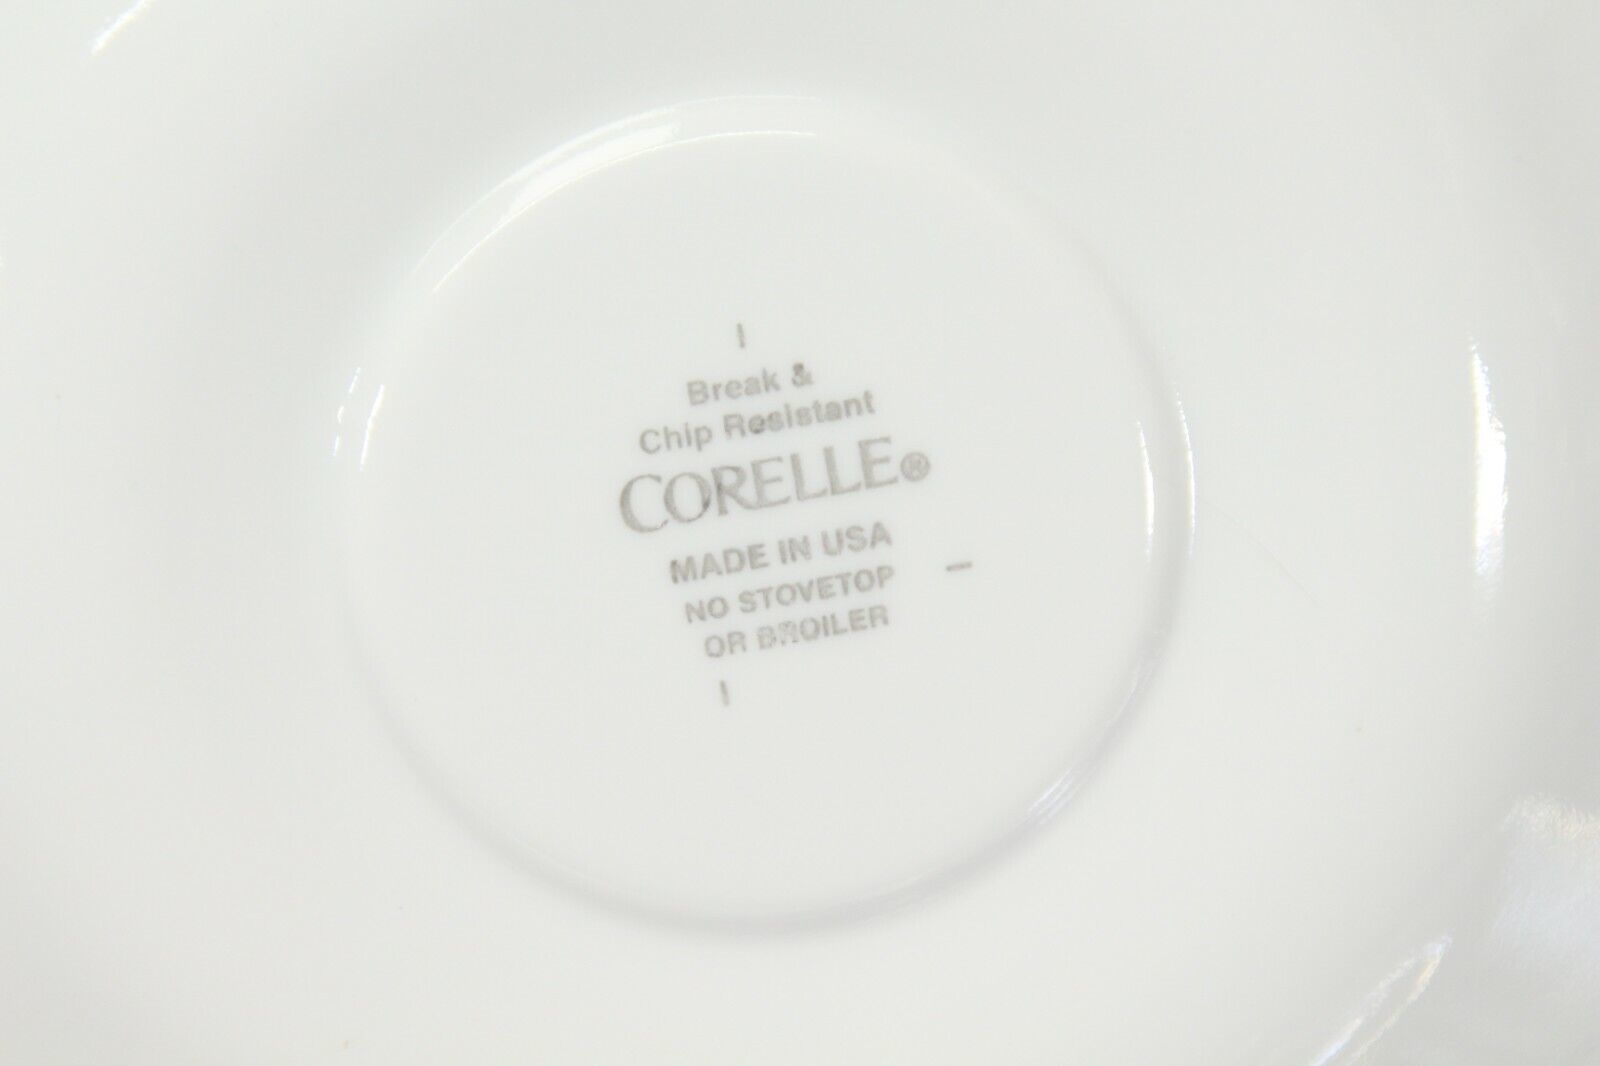 Break &
Chip Resistant
CORELLE®
MADE IN USA
NO STOVETOP
OR BROILER